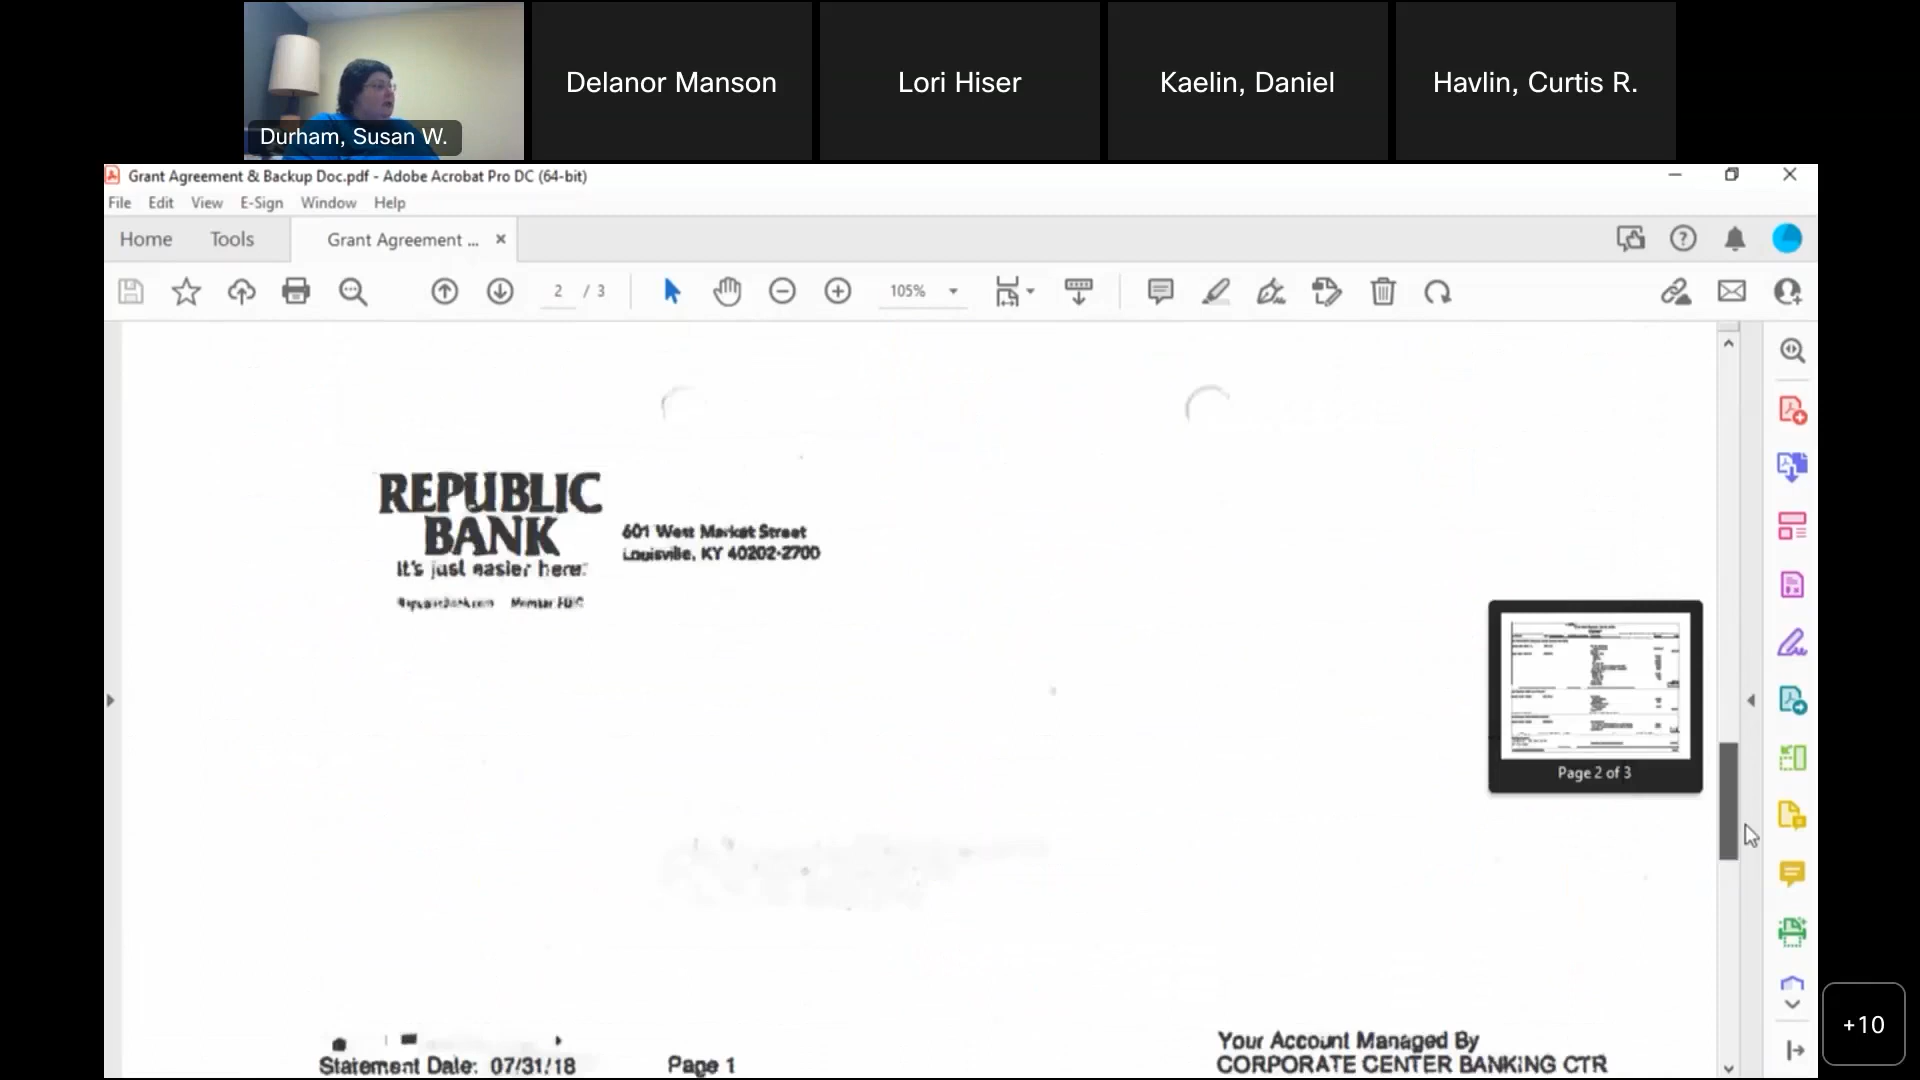 Durham, Susan W.
Delanor Manson
Lori Hiser
Kaelin, Daniel
Havlin, Curtis R.
Grant Agreement & Backup Doc.pdf - Adobe Acrobat Pro DC (64-bit)
File Edit View E-Sign Window Help
Home Tools Grant Agreement ... ×
2 / 3
105%
REPUBLIC
BANK
It's just easier here.
601 West Market Street
Louisville, KY 40202-2700
RepublicBank.com Member FDIC
Page 2 of 3
+10
Your Account Managed By
Statement Date: 07/31/18 Page 1 CORPORATE CENTER BANKING CTR